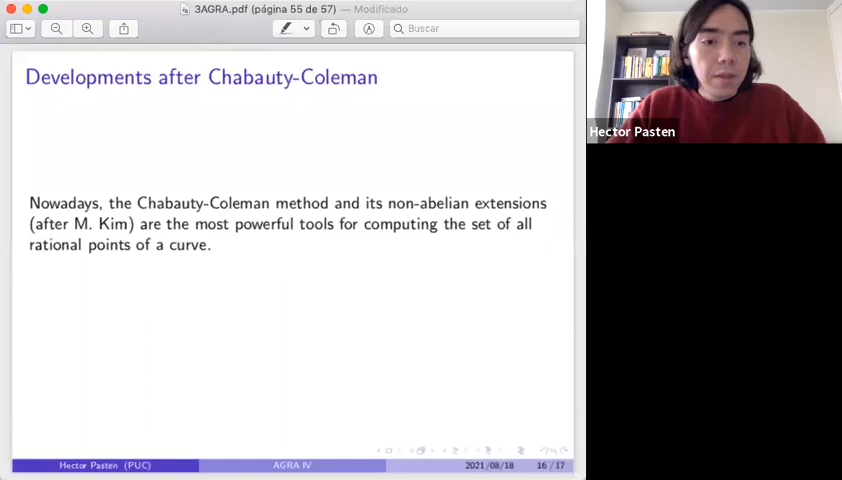 3AGRA.pdf (página 55 de 57) — Modificado
Buscar
Developments after Chabauty-Coleman
Nowadays, the Chabauty-Coleman method and its non-abelian extensions
(after M. Kim) are the most powerful tools for computing the set of all
rational points of a curve.
Hector Pasten (PUC)
AGRA IV
2021/08/18
16 / 17
Hector Pasten